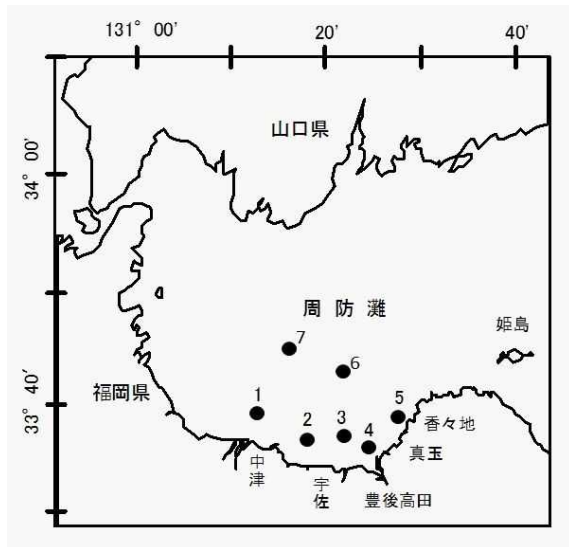 131° 00' 20' 40'
34° 00'
山口県
周防灘
7
姫島
6
33° 40'
福岡県
1
5
2
3
4
香々地
真玉
中津
宇佐
豊後高田